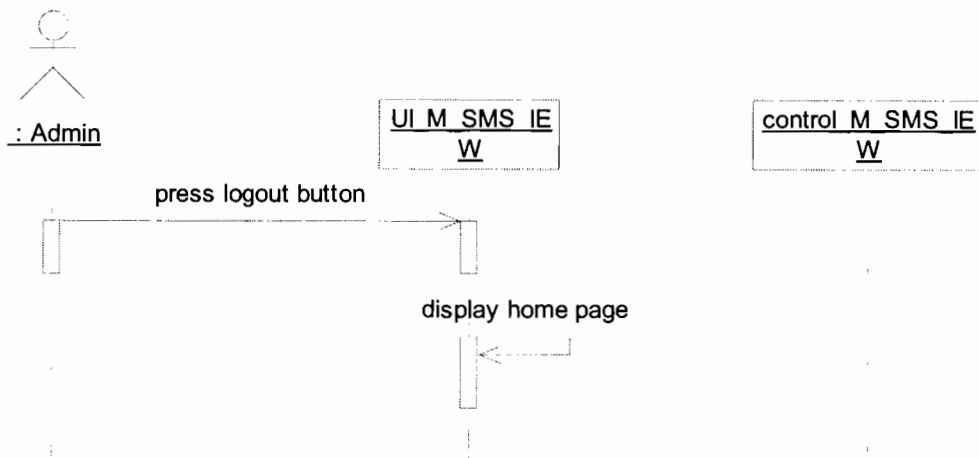 : Admin
UI_M_SMS_IE
W
control_M_SMS_IE
W
press logout button
display home page